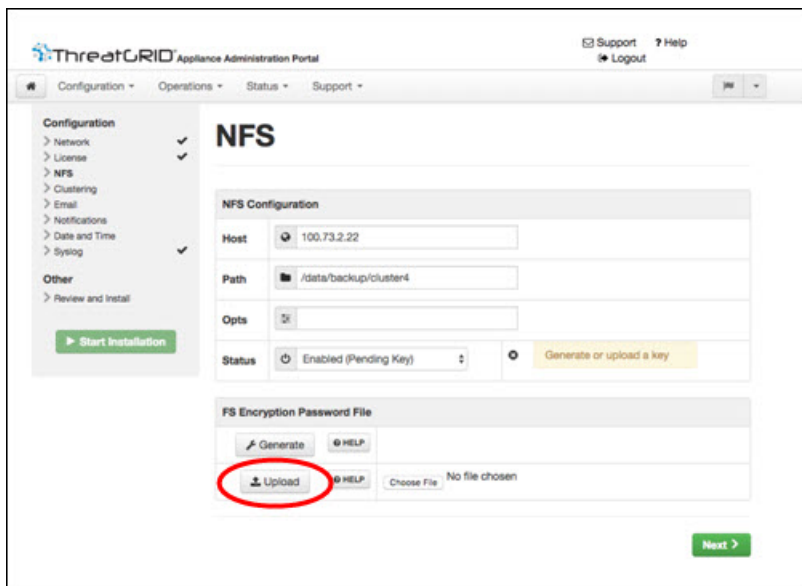 ThreatGRID Appliance Administration Portal
Support ? Help
Logout
Configuration Operations Status Support
Configuration
Network
License
NFS
Clustering
Email
Notifications
Date and Time
Syslog
Other
Review and Install
Start Installation
NFS
NFS Configuration
Host 100.73.2.22
Path /data/backup/cluster4
Opts
Status Enabled (Pending Key) Generate or upload a key
FS Encryption Password File
Generate HELP
Upload HELP Choose File No file chosen
Next